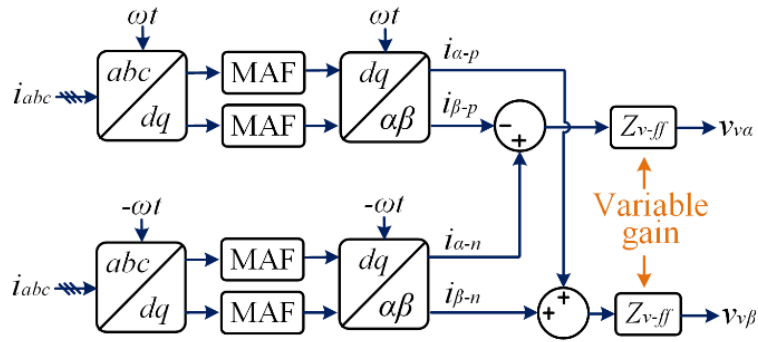 ωt ωt
abc MAF dq iα-p
iabc dq MAF αβ iβ-p - + Zv-ff vvα
-ωt -ωt Variable
gain
abc MAF dq iα-n
iabc dq MAF αβ iβ-n + + Zv-ff vvβ